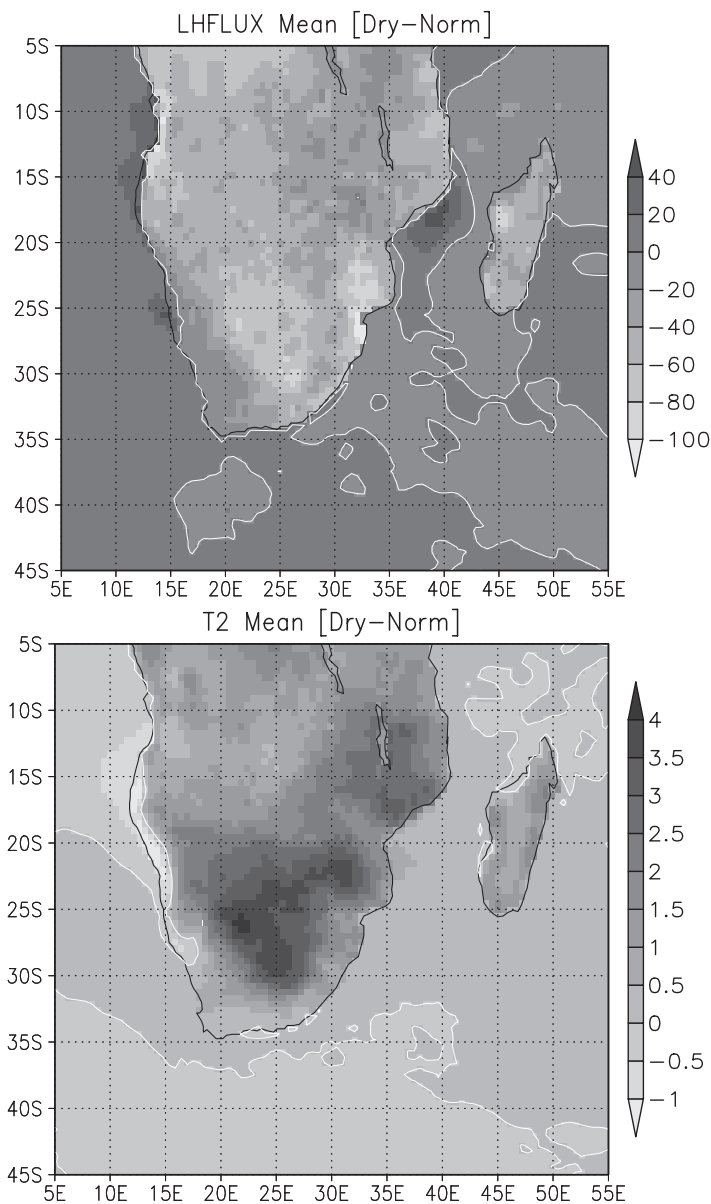 LHFLUX Mean [Dry-Norm]
5S
10S
15S
20S
25S
30S
35S
40S
45S
5E 10E 15E 20E 25E 30E 35E 40E 45E 50E 55E
40
20
0
-20
-40
-60
-80
-100
T2 Mean [Dry-Norm]
5S
10S
15S
20S
25S
30S
35S
40S
45S
5E 10E 15E 20E 25E 30E 35E 40E 45E 50E 55E
4
3.5
3
2.5
2
1.5
1
0.5
0
-0.5
-1